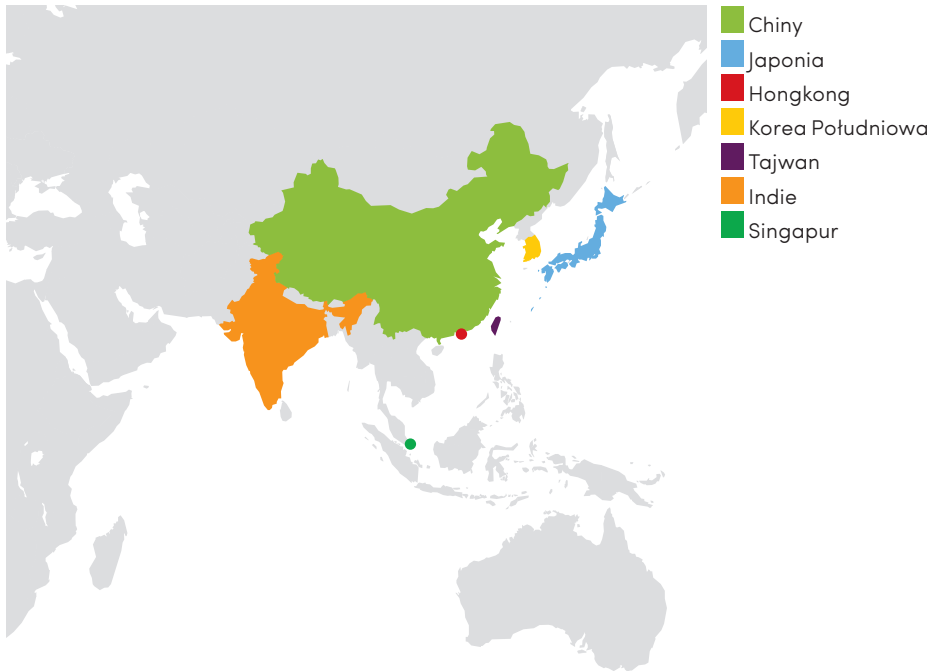 Chiny
Japonia
Hongkong
Korea Południowa
Tajwan
Indie
Singapur